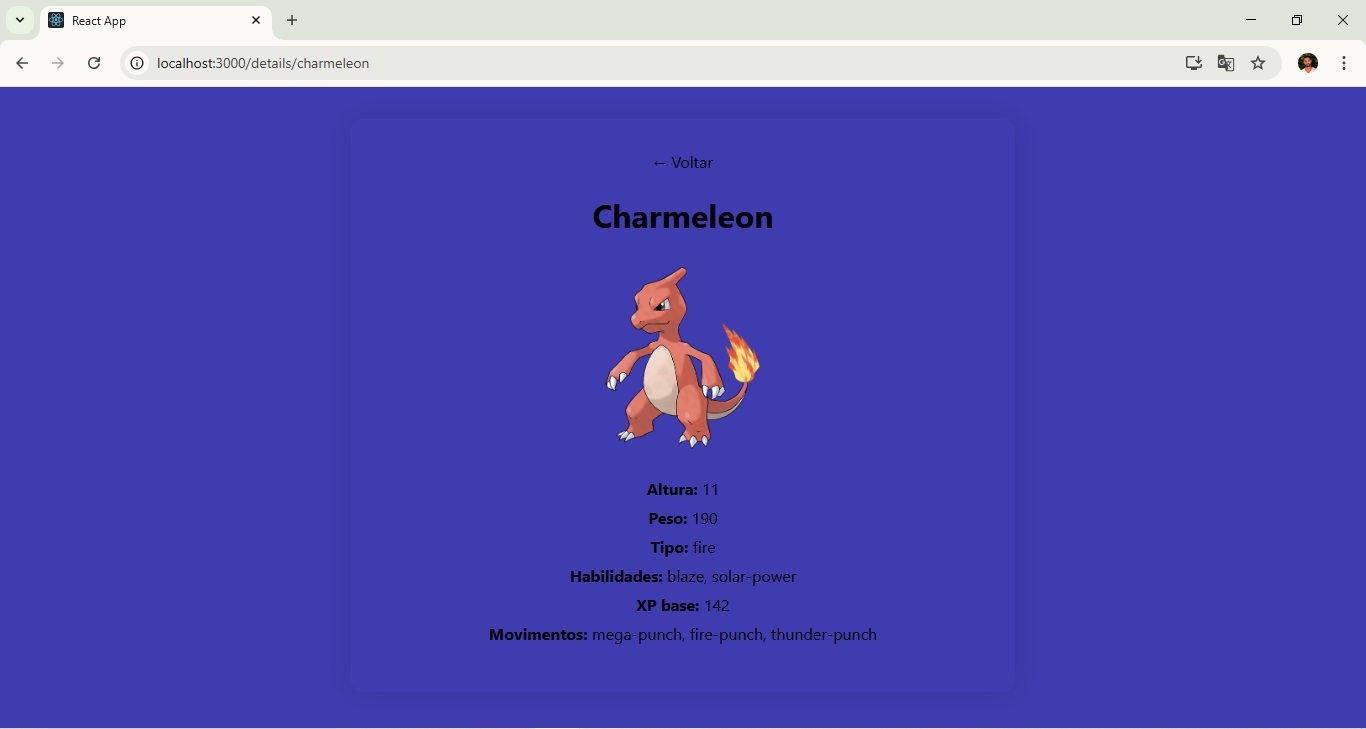 React App
localhost:3000/details/charmeleon
← Voltar
Charmeleon
Altura: 11
Peso: 190
Tipo: fire
Habilidades: blaze, solar-power
XP base: 142
Movimentos: mega-punch, fire-punch, thunder-punch